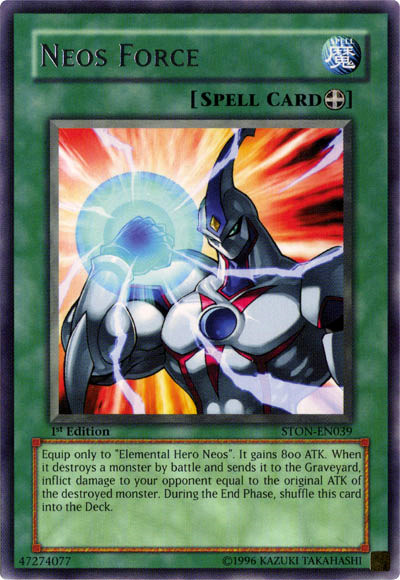 NEOS FORCE
魔
[SPELL CARD]
1st Edition
STON-EN039
Equip only to "Elemental Hero Neos". It gains 800 ATK. When
it destroys a monster by battle and sends it to the Graveyard,
inflict damage to your opponent equal to the original ATK of
the destroyed monster. During the End Phase, shuffle this card
into the Deck.
47274077
©1996 KAZUKI TAKAHASHI